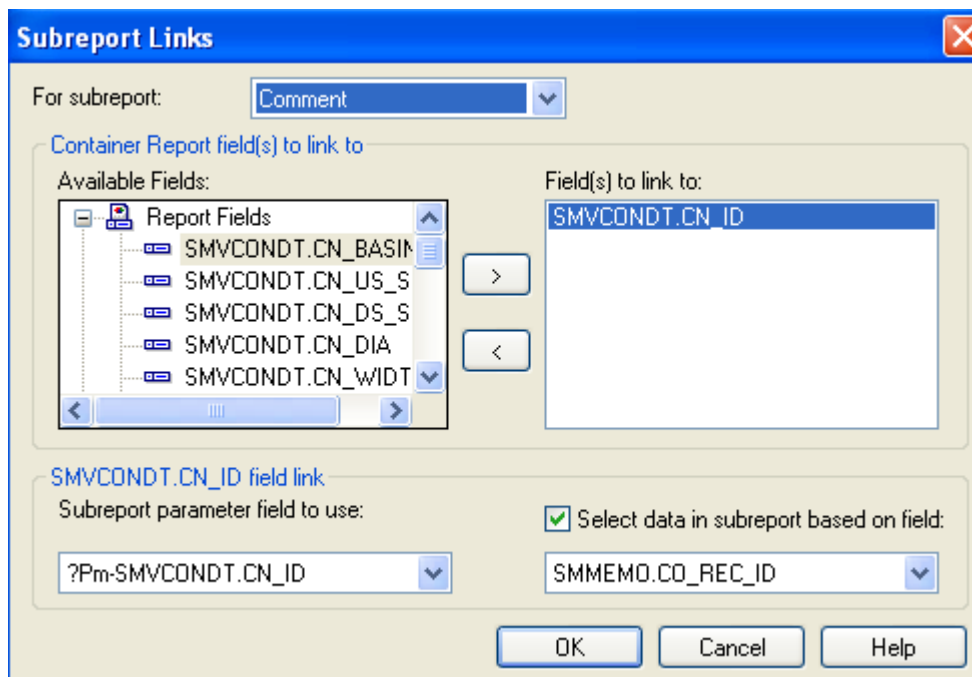 Subreport Links
For subreport: Comment
Container Report field(s) to link to
Available Fields: Field(s) to link to:
Report Fields SMVCONDT.CN_ID
SMVCONDT.CN_BASIN
SMVCONDT.CN_US_S
SMVCONDT.CN_DS_S
SMVCONDT.CN_DIA
SMVCONDT.CN_WIDT
>
<
SMVCONDT.CN_ID field link
Subreport parameter field to use: Select data in subreport based on field:
?Pm-SMVCONDT.CN_ID SMMEMO.CO_REC_ID
OK Cancel Help